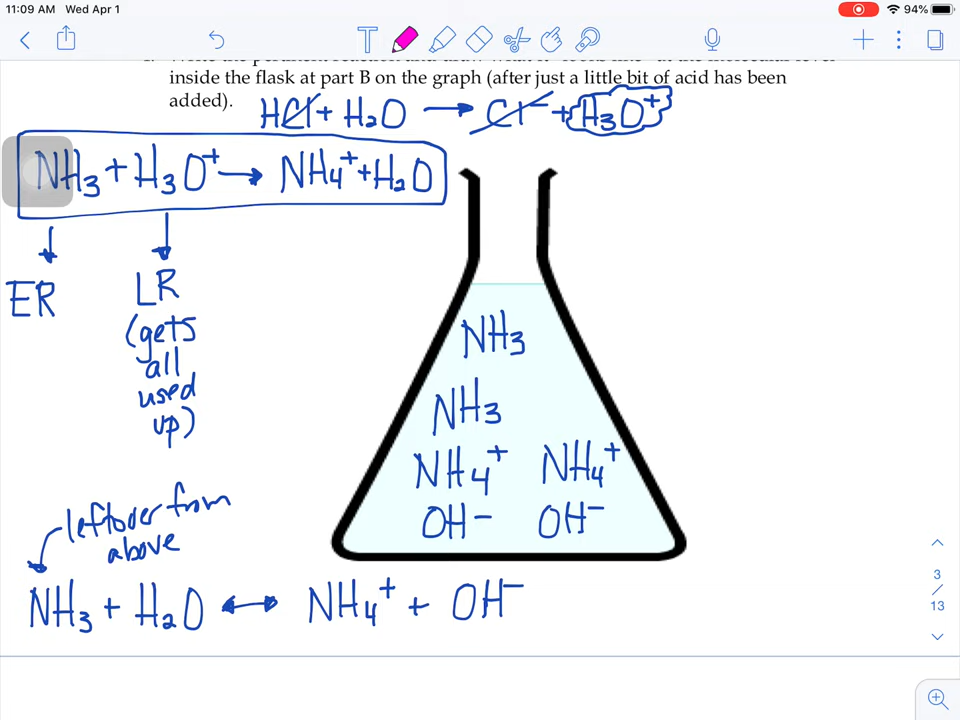 11:09 AM Wed Apr 1
94%
T
inside the flask at part B on the graph (after just a little bit of acid has been
added).
HCl + H2O → Cl− + H3O+
NH3 + H3O+ → NH4+ + H2O
ER
LR
(gets
all
used
up)
NH3
NH3
NH4+ NH4+
OH− OH−
leftover from
above
NH3 + H2O ↔ NH4+ + OH−
3
/
13